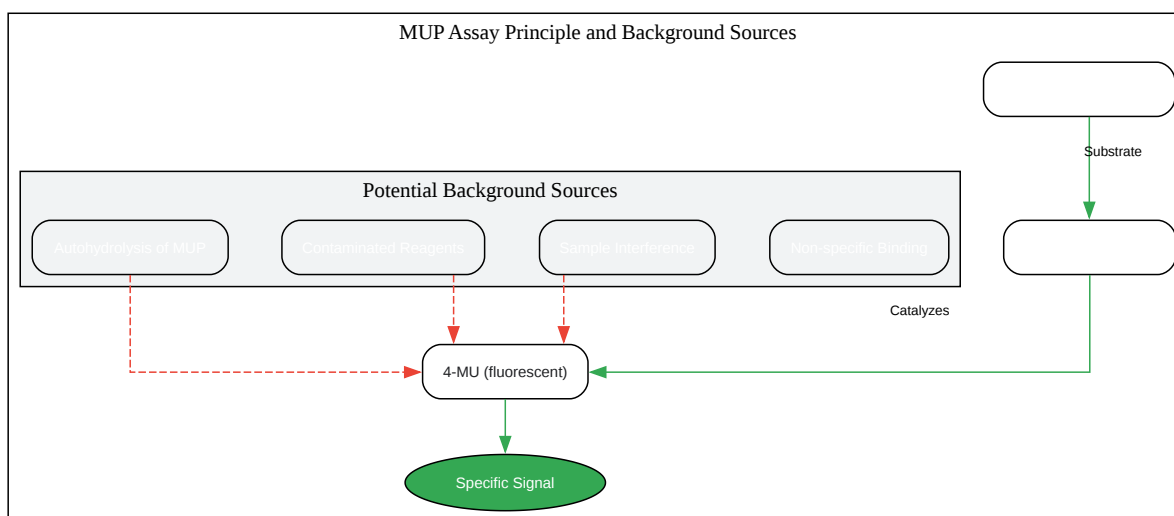 MUP Assay Principle and Background Sources
Substrate
Potential Background Sources
Autohydrolysis of MUP
Contaminated Reagents
Sample Interference
Non-specific Binding
Catalyzes
4-MU (fluorescent)
Specific Signal